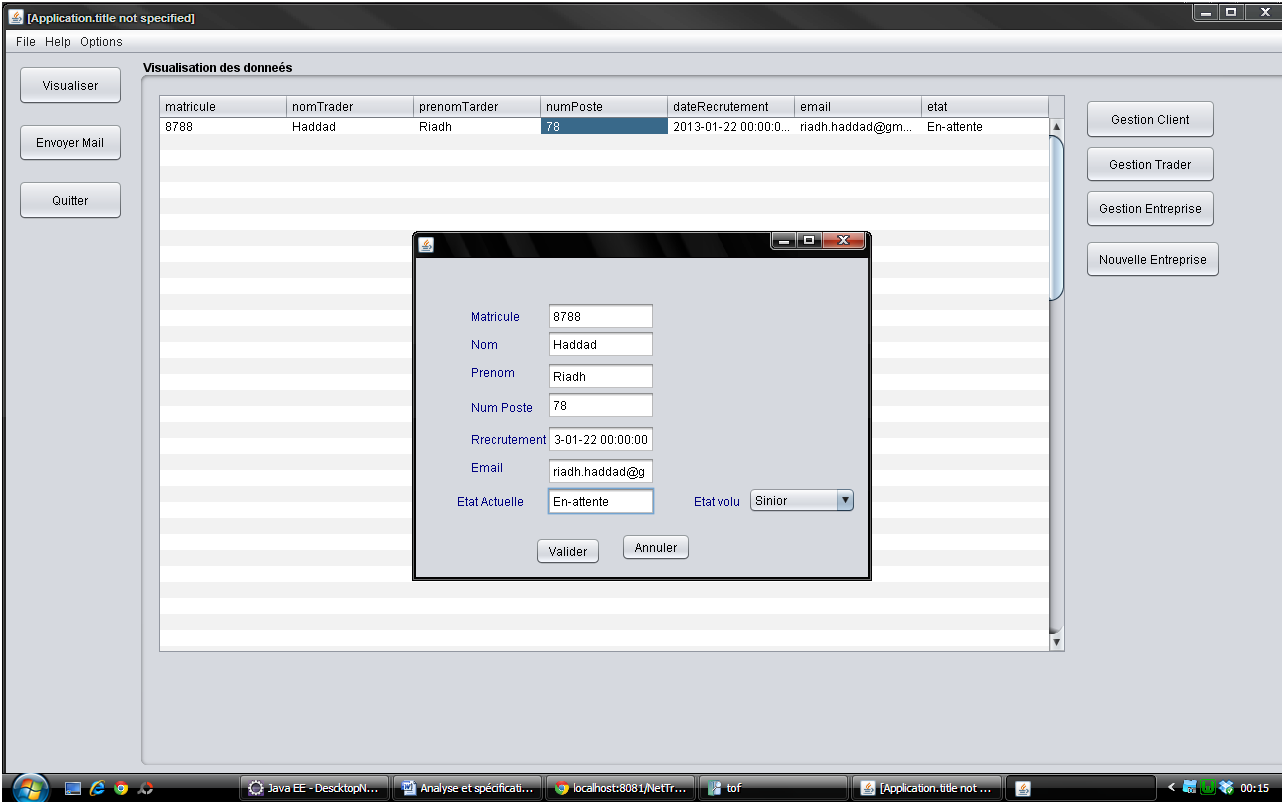 [Application.title not specified]
File Help Options
Visualiser
Envoyer Mail
Quitter
Visualisation des donneés
matricule nomTrader prenomTarder numPoste dateRecrutement email etat
8788 Haddad Riadh 78 2013-01-22 00:00:0... riadh.haddad@gm... En-attente
Gestion Client
Gestion Trader
Gestion Entreprise
Nouvelle Entreprise
Matricule 8788
Nom Haddad
Prenom Riadh
Num Poste 78
Rrecrutement 3-01-22 00:00:00
Email riadh.haddad@g
Etat Actuelle En-attente Etat volu Sinior
Valider Annuler
Java EE - DescktopN... Analyse et spécificati... localhost:8081/NetTr... tof [Application.title not ... 00:15